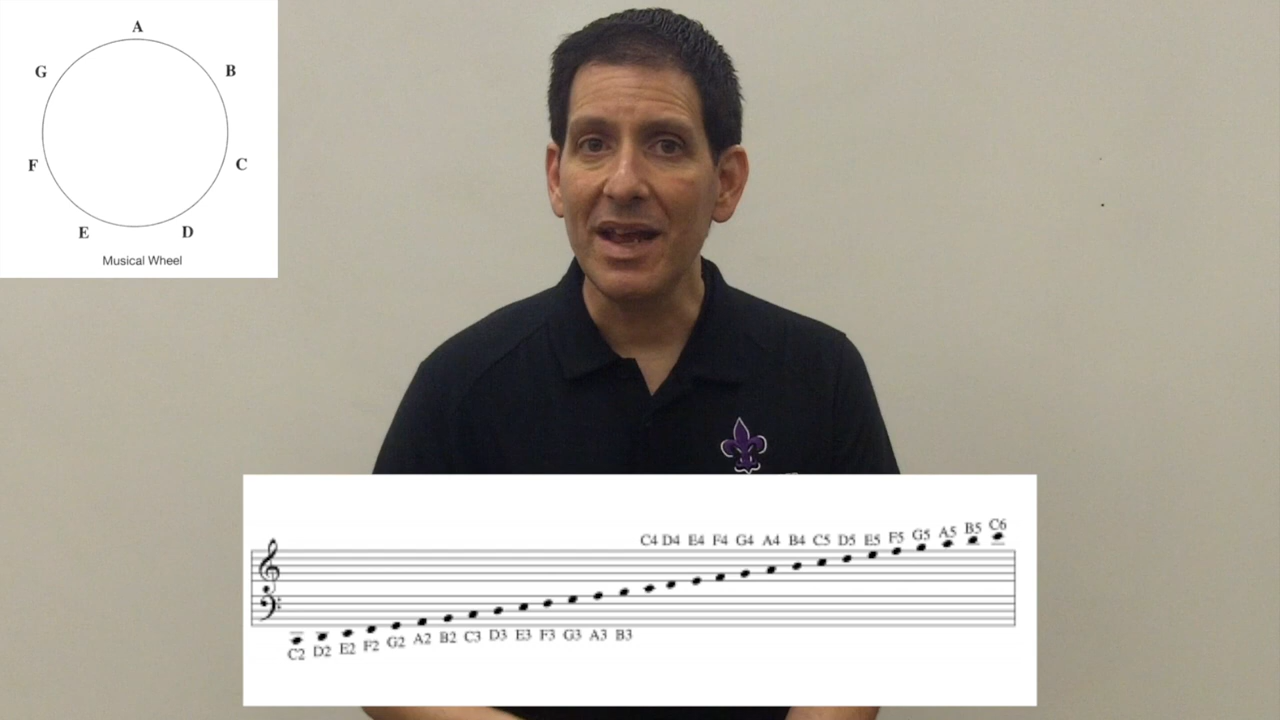 A
G B
F C
E D
Musical Wheel
C4 D4 E4 F4 G4 A4 B4 C5 D5 E5 F5 G5 A5 B5 C6
C2 D2 E2 F2 G2 A2 B2 C3 D3 E3 F3 G3 A3 B3